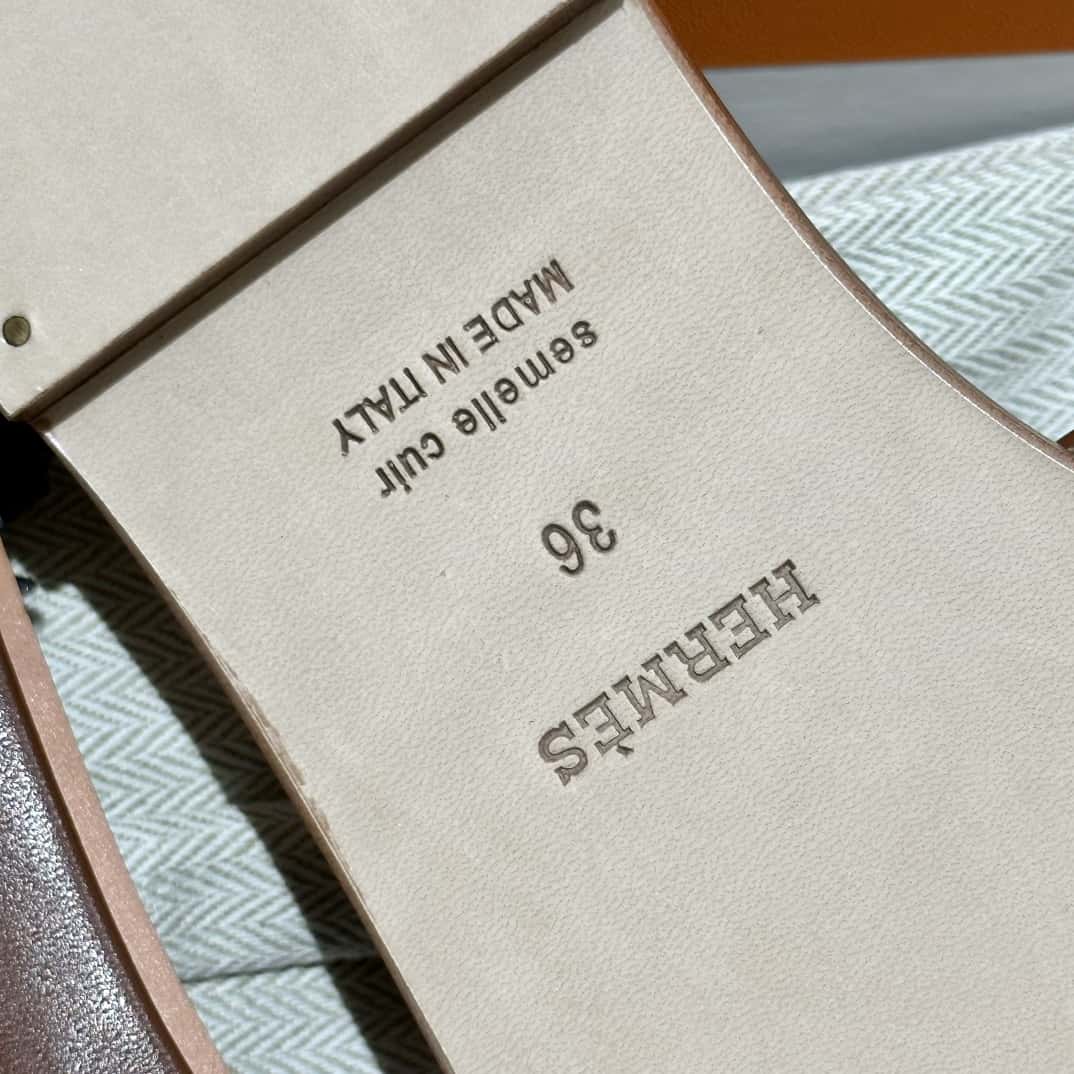 HERMÈS
36
semelle cuir
MADE IN ITALY